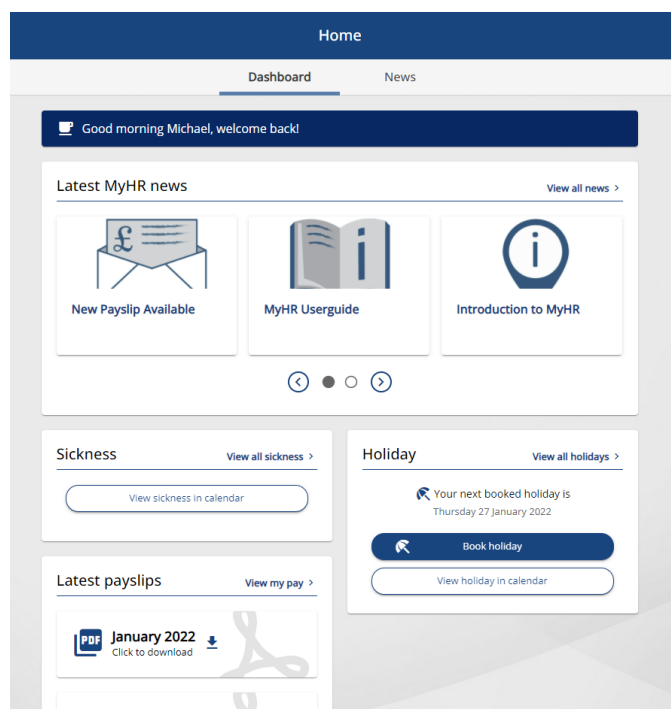 Home
Dashboard
News
Good morning Michael, welcome back!
Latest MyHR news
View all news >
£
i
i
New Payslip Available
MyHR Userguide
Introduction to MyHR
Sickness
View all sickness >
View sickness in calendar
Holiday
View all holidays >
Your next booked holiday is
Thursday 27 January 2022
Book holiday
View holiday in calendar
Latest payslips
View my pay >
PDF
January 2022
Click to download